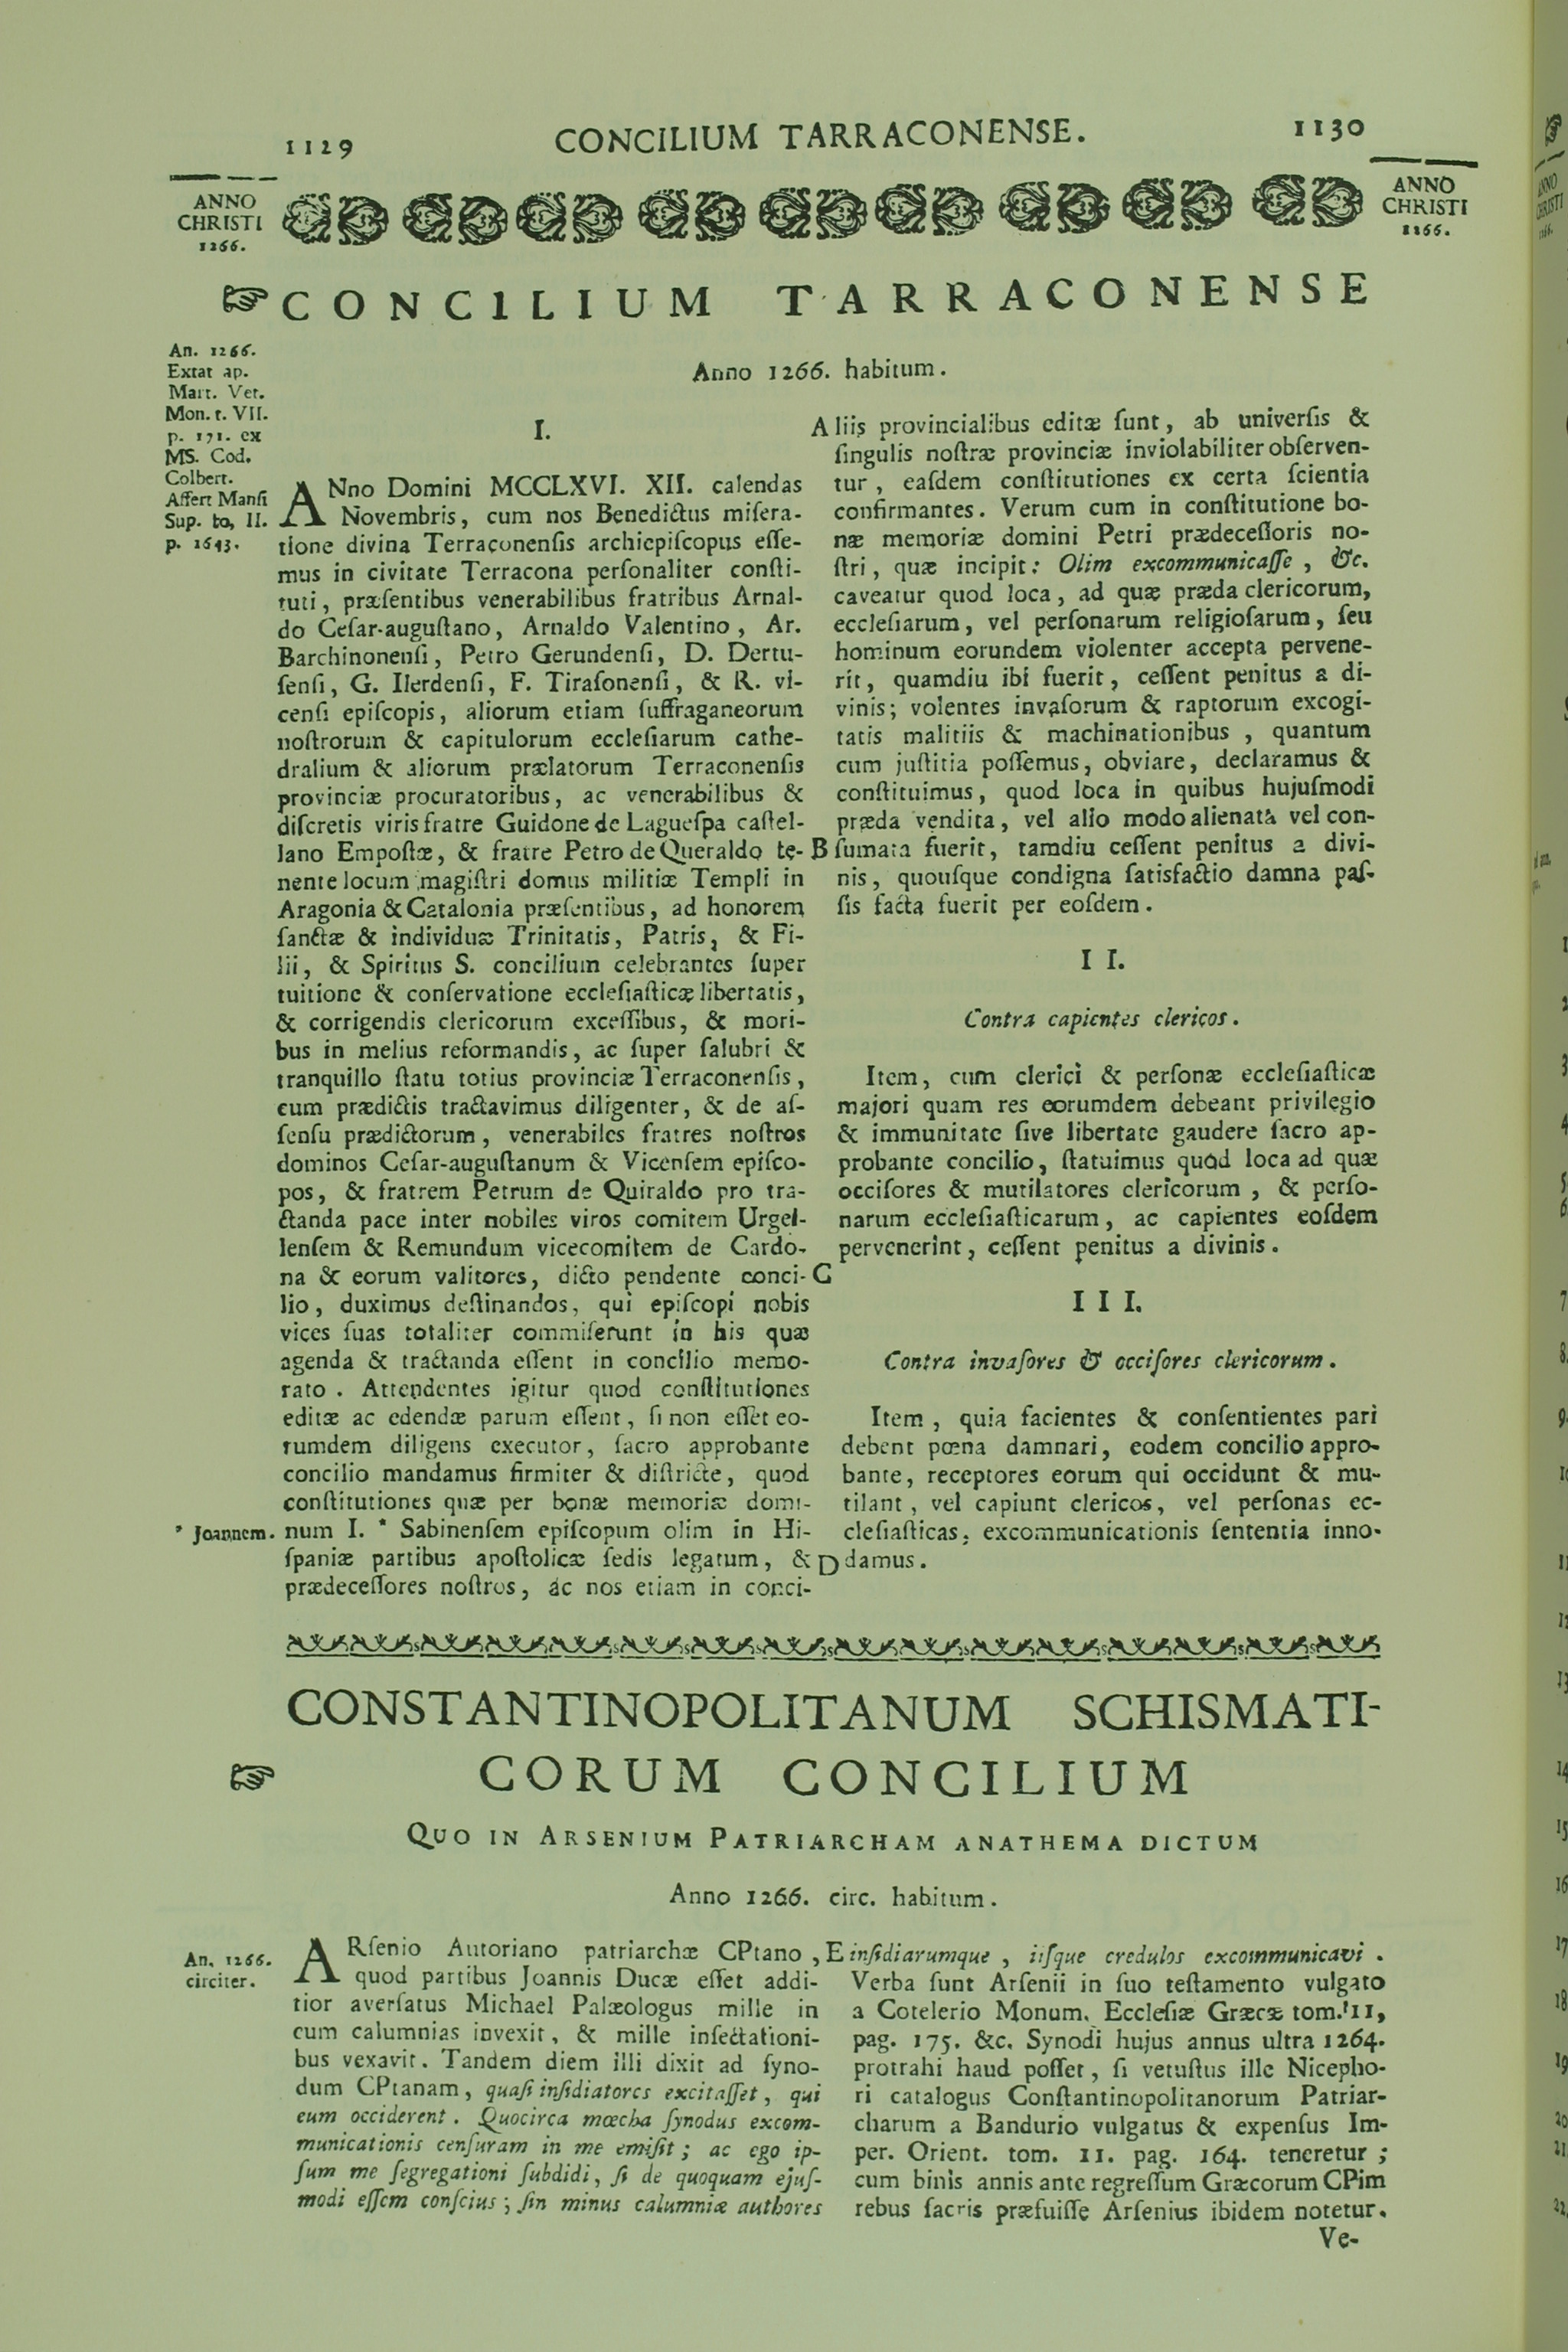 1129
CONCILIUM TARRACONENSE.
1130
ANNO
CHRISTI
1266.
ANNO
CHRISTI
1266.
☞ CONCILIUM TARRACONENSE
Anno 1266. habitum.
An. 1266.
Extat ap.
Mart. Vet.
Mon. t. VII.
p. 171. ex
MS. Cod.
Colbert.
Affert Manſi
Sup. to, II.
p. 1643.
I.
ANno Domini MCCLXVI. XII. calendas
Novembris, cum nos Benedictus miſera-
tione divina Terraconenſis archiepiſcopus eſſe-
mus in civitate Terracona perſonaliter conſti-
tuti, præſentibus venerabilibus fratribus Arnal-
do Ceſar-auguſtano, Arnaldo Valentino, Ar.
Barchinonenſi, Petro Gerundenſi, D. Dertu-
ſenſi, G. Ilerdenſi, F. Tiraſonenſi, & R. vi-
cenſi epiſcopis, aliorum etiam ſuffraganeorum
noſtrorum & capitulorum eccleſiarum cathe-
dralium & aliorum prælatorum Terraconenſis
provinciæ procuratoribus, ac venerabilibus &
diſcretis viris fratre Guidone de Lagueſpa caſtel-
lano Empoſtæ, & fratre Petro de Queraldo te-
nente locum magiſtri domus militiæ Templi in
Aragonia & Catalonia præſentibus, ad honorem
ſanctæ & individuæ Trinitatis, Patris, & Fi-
lii, & Spiritus S. concilium celebrantes ſuper
tuitione & conſervatione eccleſiaſticæ libertatis,
& corrigendis clericorum exceſſibus, & mori-
bus in melius reformandis, ac ſuper ſalubri &
tranquillo ſtatu totius provinciæ Terraconenſis,
cum prædictis tractavimus diligenter, & de aſ-
ſenſu prædictorum, venerabiles fratres noſtros
dominos Ceſar-auguſtanum & Vicenſem epiſco-
pos, & fratrem Petrum de Quiraldo pro tra-
ctanda pace inter nobiles viros comitem Urgel-
lenſem & Remundum vicecomitem de Cardo-
na & eorum valitores, dicto pendente conci-
lio, duximus deſtinandos, qui epiſcopi nobis
vices ſuas totaliter commiſerunt in his quæ
agenda & tractanda eſſent in concilio memo-
rato. Attendentes igitur quod conſtitutiones
editæ ac edendæ parum eſſent, ſi non eſſet eo-
rumdem diligens executor, ſacro approbante
concilio mandamus firmiter & diſtricte, quod
conſtitutiones quæ per bonæ memoriæ domi-
* Joannem.
num I. * Sabinenſem epiſcopum olim in Hi-
ſpaniæ partibus apoſtolicæ ſedis legatum, &
prædeceſſores noſtros, ac nos etiam in conci-
A liis provincialibus editæ ſunt, ab univerſis &
ſingulis noſtræ provinciæ inviolabiliter obſerven-
tur, eaſdem conſtitutiones ex certa ſcientia
confirmantes. Verum cum in conſtitutione bo-
næ memoriæ domini Petri prædeceſſoris no-
ſtri, quæ incipit: Olim excommunicaſſe, &c.
caveatur quod loca, ad quæ præda clericorum,
eccleſiarum, vel perſonarum religioſarum, ſeu
hominum eorundem violenter accepta pervene-
rit, quamdiu ibi fuerit, ceſſent penitus a di-
vinis; volentes invaſorum & raptorum excogi-
tatis malitiis & machinationibus, quantum
cum juſtitia poſſemus, obviare, declaramus &
conſtituimus, quod loca in quibus hujuſmodi
præda vendita, vel alio modo alienata vel con-
B ſumata fuerit, tamdiu ceſſent penitus a divi-
nis, quouſque condigna ſatisfactio damna paſ-
ſis facta fuerit per eoſdem.
II.
Contra capientes clericos.
Item, cum clerici & perſonæ eccleſiaſticæ
majori quam res eorumdem debeant privilegio
& immunitate ſive libertate gaudere ſacro ap-
probante concilio, ſtatuimus quod loca ad quæ
occiſores & mutilatores clericorum, & perſo-
narum eccleſiaſticarum, ac capientes eoſdem
pervenerint, ceſſent penitus a divinis.
C
III.
Contra invaſores & occiſores clericorum.
Item, quia facientes & conſentientes pari
debent pœna damnari, eodem concilio appro-
bante, receptores eorum qui occidunt & mu-
tilant, vel capiunt clericos, vel perſonas ec-
cleſiaſticas, excommunicationis ſententia inno-
D damus.
CONSTANTINOPOLITANUM SCHISMATI-
☞ CORUM CONCILIUM
QUO IN ARSENIUM PATRIARCHAM ANATHEMA DICTUM
Anno 1266. circ. habitum.
An. 1266.
circiter.
ARſenio Autoriano patriarchæ CPtano,
quod partibus Joannis Ducæ eſſet addi-
tior averſatus Michael Palæologus mille in
eum calumnias invexit, & mille inſectationi-
bus vexavit. Tandem diem illi dixit ad ſyno-
dum CPtanam, quaſi inſidiatores excitaſſet, qui
eum occiderent. Quocirca mœcha ſynodus excom-
municationis cenſuram in me emiſit; ac ego ip-
ſum me ſegregationi ſubdidi, ſi de quoquam ejuſ-
modi eſſem conſcius; ſin minus calumniæ authores
E inſidiarumque, iiſque credulos excommunicavi.
Verba ſunt Arſenii in ſuo teſtamento vulgato
a Cotelerio Monum. Eccleſiæ Græcæ tom. 11,
pag. 175. &c. Synodi hujus annus ultra 1264.
protrahi haud poſſet, ſi vetuſtus ille Nicepho-
ri catalogus Conſtantinopolitanorum Patriar-
charum a Bandurio vulgatus & expenſus Im-
per. Orient. tom. 11. pag. 164. teneretur;
cum binis annis ante regreſſum Græcorum CPim
rebus ſacris præfuiſſe Arſenius ibidem notetur.
Ve-